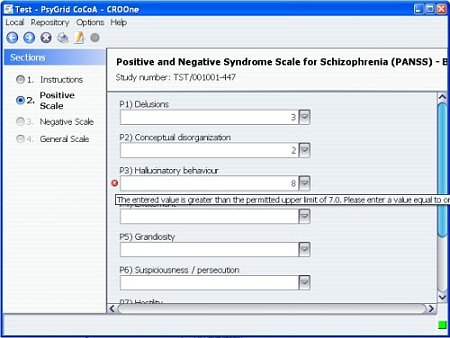 Test - PsyGrid CoCoA - CROOne
Local Repository Options Help
Sections
1. Instructions
2. Positive Scale
3. Negative Scale
4. General Scale
Positive and Negative Syndrome Scale for Schizophrenia (PANSS) - B
Study number: TST/001001-447
P1) Delusions
3
P2) Conceptual disorganization
2
P3) Hallucinatory behaviour
8
The entered value is greater than the permitted upper limit of 7.0. Please enter a value equal to or
P5) Grandiosity
P6) Suspiciousness / persecution
P7) Hostility